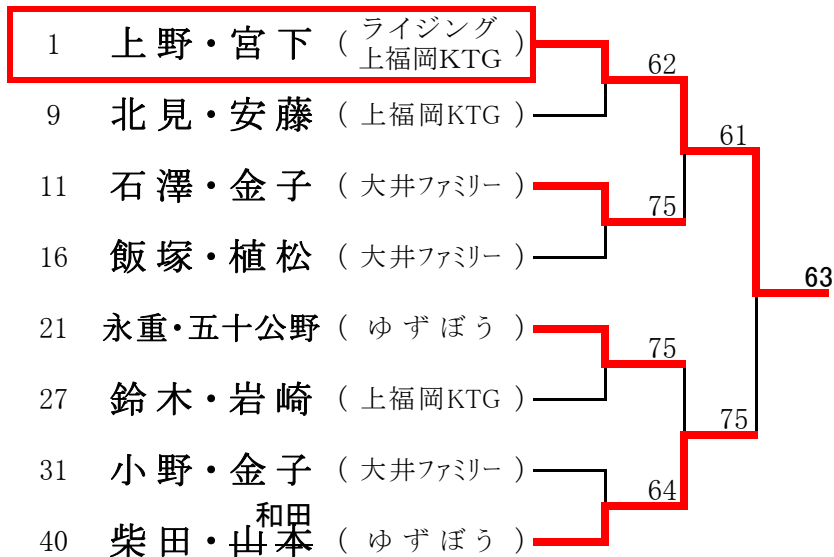 1 上野・宮下 ( ライジング 上福岡KTG )
62
9 北見・安藤 ( 上福岡KTG )
61
11 石澤・金子 ( 大井ファミリー )
75
16 飯塚・植松 ( 大井ファミリー )
63
21 永重・五十公野 ( ゆずぼう )
75
27 鈴木・岩崎 ( 上福岡KTG )
75
31 小野・金子 ( 大井ファミリー )
64
和田
40 柴田・山本 ( ゆずぼう )